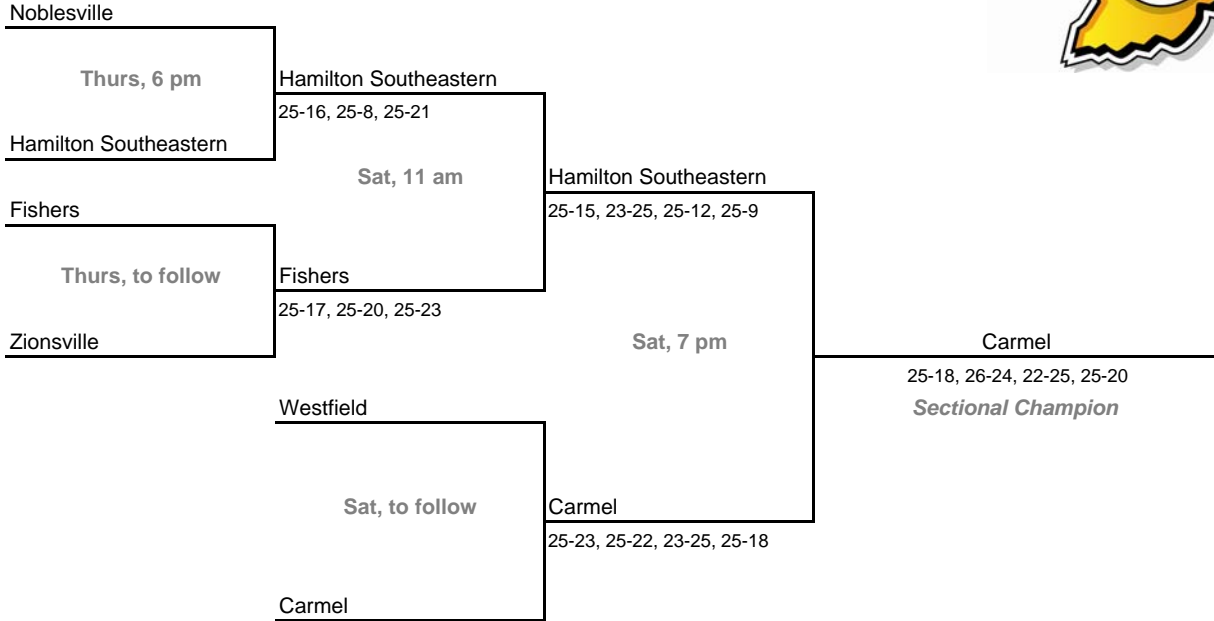 Noblesville
Thurs, 6 pm
Hamilton Southeastern
25-16, 25-8, 25-21
Hamilton Southeastern
Sat, 11 am
Hamilton Southeastern
25-15, 23-25, 25-12, 25-9
Fishers
Thurs, to follow
Fishers
25-17, 25-20, 25-23
Zionsville
Sat, 7 pm
Carmel
25-18, 26-24, 22-25, 25-20
Sectional Champion
Westfield
Sat, to follow
Carmel
25-23, 25-22, 23-25, 25-18
Carmel